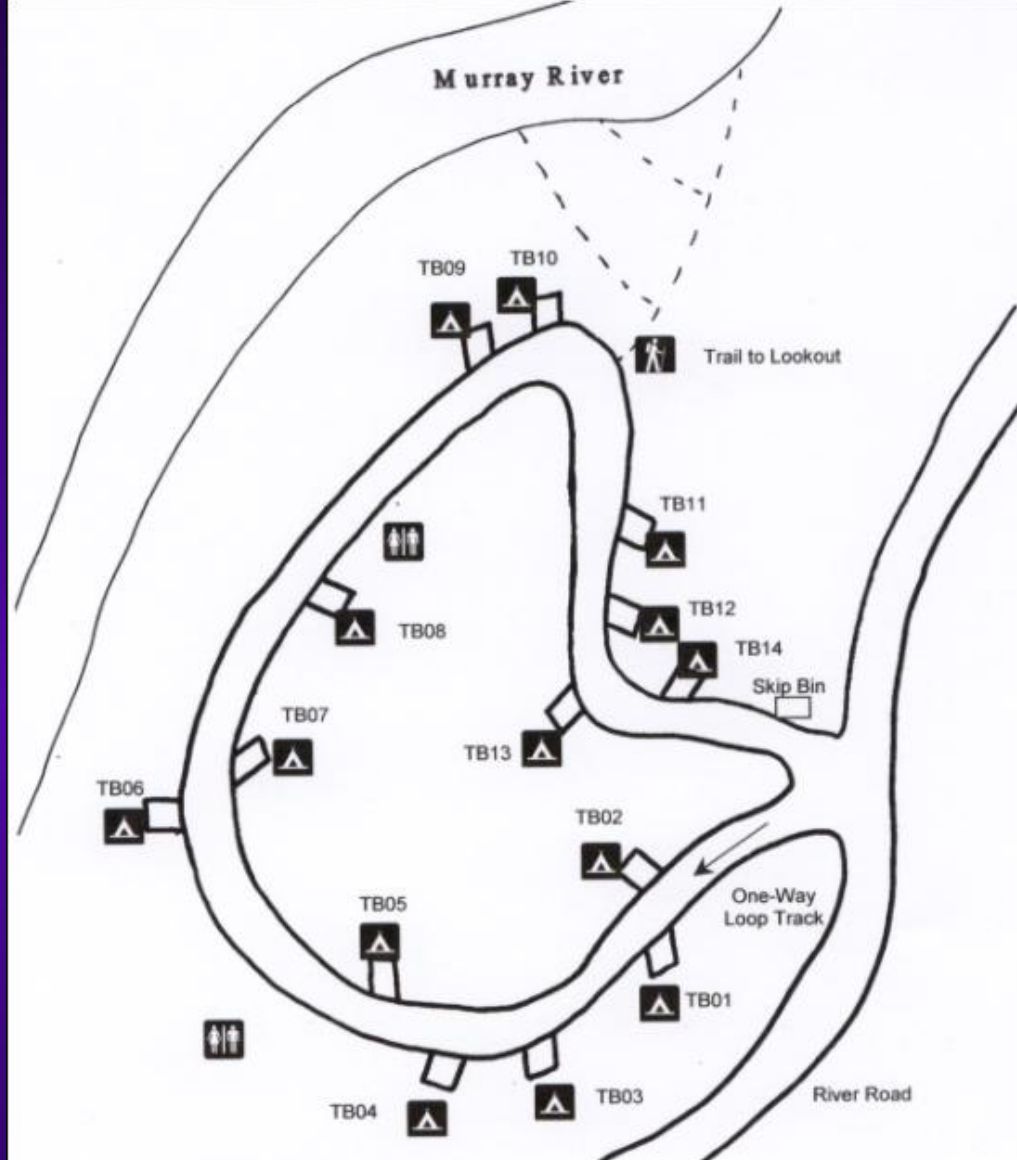 Murray River
TB10
TB09
Trail to Lookout
TB11
TB12
TB08
TB14
Skip Bin
TB07
TB13
TB06
TB02
One-Way
Loop Track
TB05
TB01
River Road
TB03
TB04